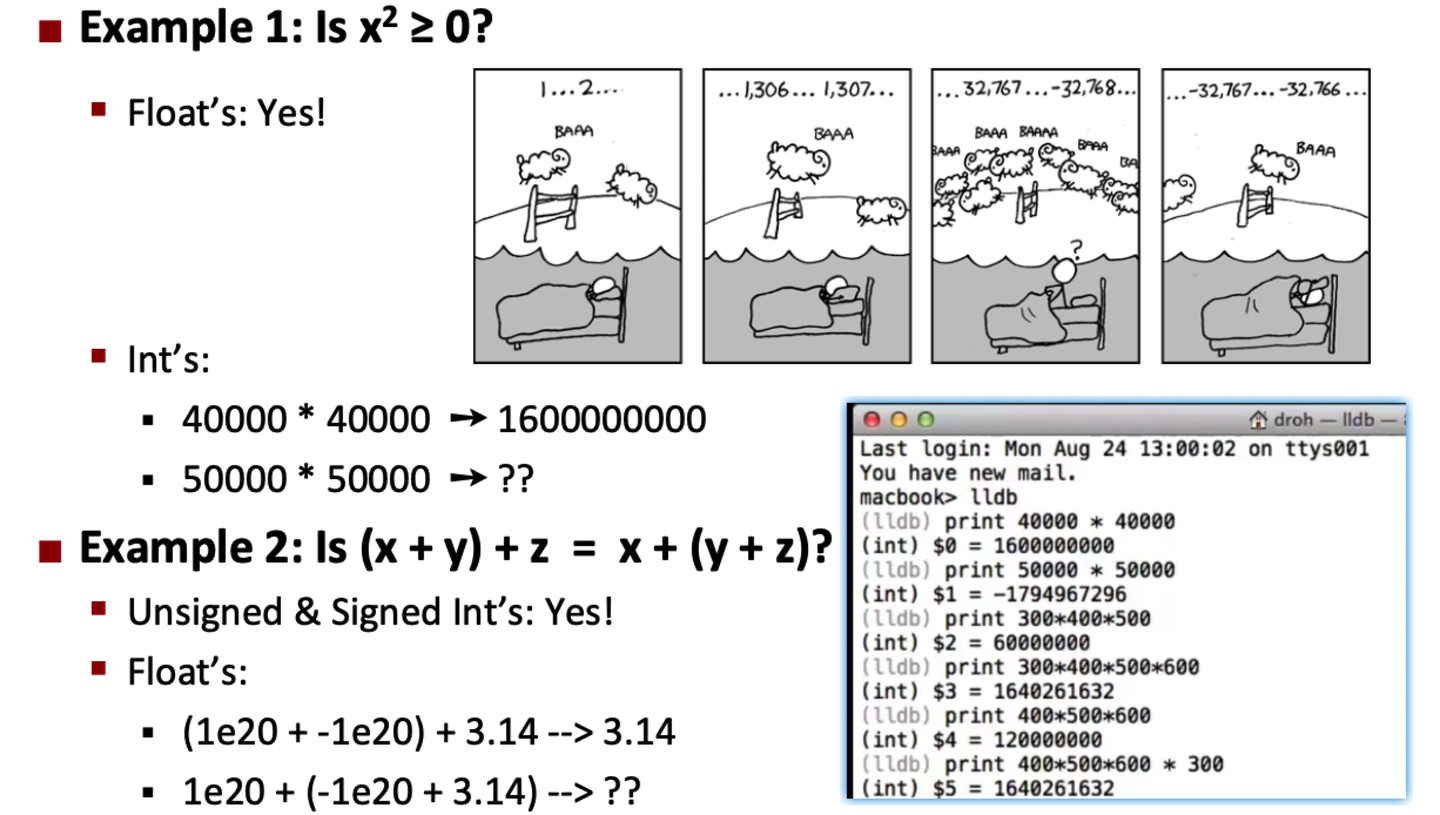 ■ Example 1: Is x² ≥ 0?
▪ Float's: Yes!
1...2...
BAAA
...1,306... 1,307...
BAAA
...32,767...-32,768...
BAAA BAAAA
BAAA
BAAA
BA
?
...-32,767... -32,766...
BAAA
▪ Int's:
▪ 40000 * 40000 → 1600000000
▪ 50000 * 50000 → ??
■ Example 2: Is (x + y) + z = x + (y + z)?
▪ Unsigned & Signed Int's: Yes!
▪ Float's:
▪ (1e20 + -1e20) + 3.14 --> 3.14
▪ 1e20 + (-1e20 + 3.14) --> ??
droh — lldb —
Last login: Mon Aug 24 13:00:02 on ttys001
You have new mail.
macbook> lldb
(lldb) print 40000 * 40000
(int) $0 = 1600000000
(lldb) print 50000 * 50000
(int) $1 = -1794967296
(lldb) print 300*400*500
(int) $2 = 60000000
(lldb) print 300*400*500*600
(int) $3 = 1640261632
(lldb) print 400*500*600
(int) $4 = 120000000
(lldb) print 400*500*600 * 300
(int) $5 = 1640261632